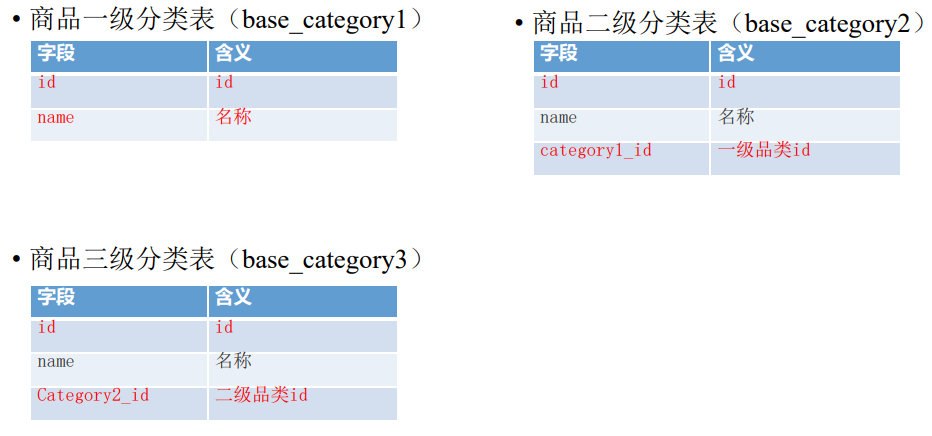 • 商品一级分类表（base_category1）
字段 含义
id id
name 名称
• 商品二级分类表（base_category2）
字段 含义
id id
name 名称
category1_id 一级品类id
• 商品三级分类表（base_category3）
字段 含义
id id
name 名称
Category2_id 二级品类id